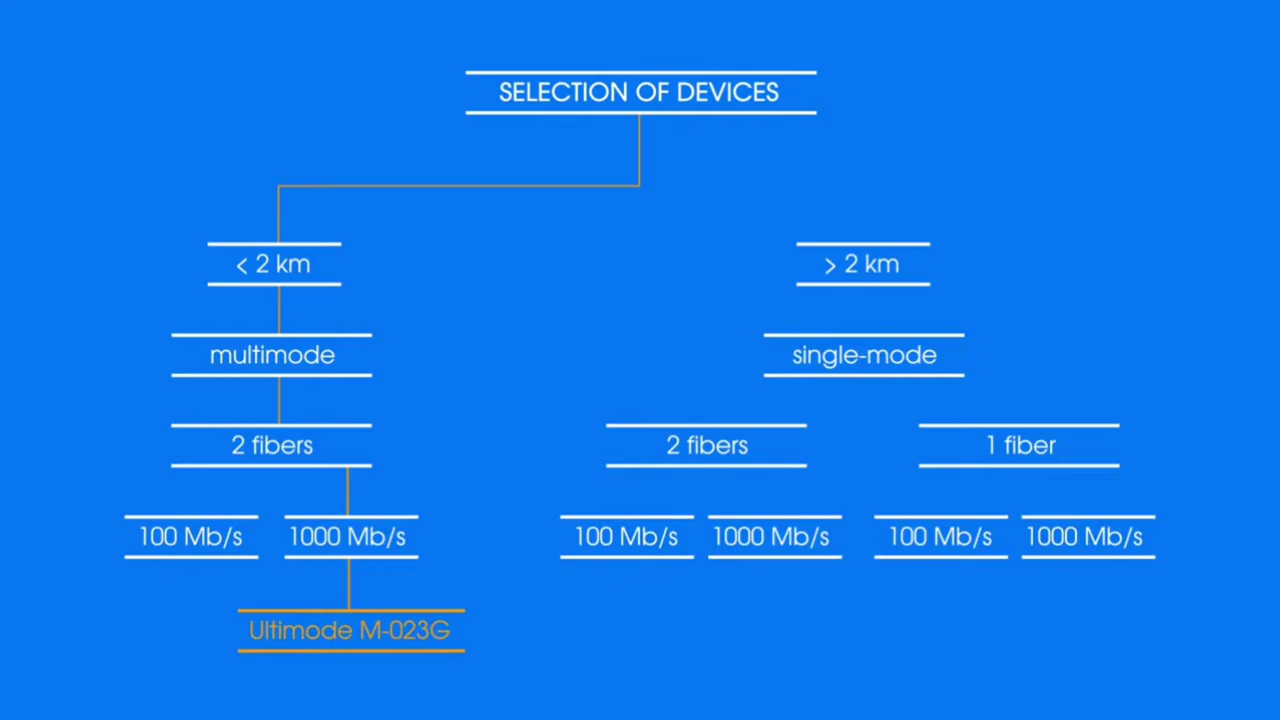 SELECTION OF DEVICES
< 2 km
> 2 km
multimode
single-mode
2 fibers
2 fibers
1 fiber
100 Mb/s
1000 Mb/s
100 Mb/s
1000 Mb/s
100 Mb/s
1000 Mb/s
Ultimode M-023G